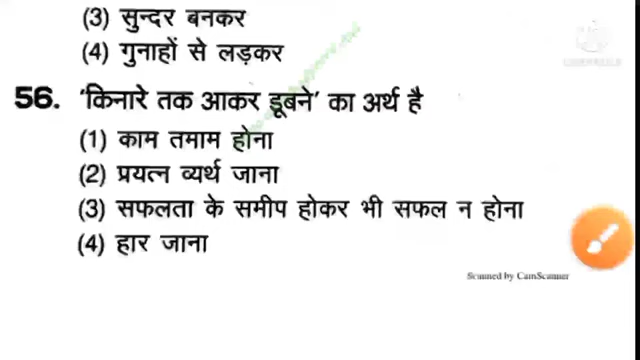 (3) सुन्दर बनकर
(4) गुनाहों से लड़कर
56. 'किनारे तक आकर डूबने' का अर्थ है
(1) काम तमाम होना
(2) प्रयत्न व्यर्थ जाना
(3) सफलता के समीप होकर भी सफल न होना
(4) हार जाना
Scanned by CamScanner